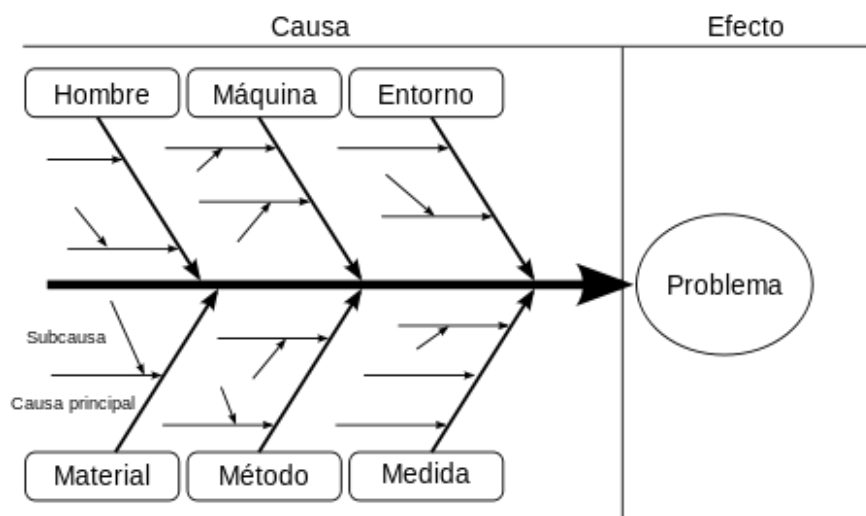 Causa
Efecto
Hombre
Máquina
Entorno
Problema
Subcausa
Causa principal
Material
Método
Medida